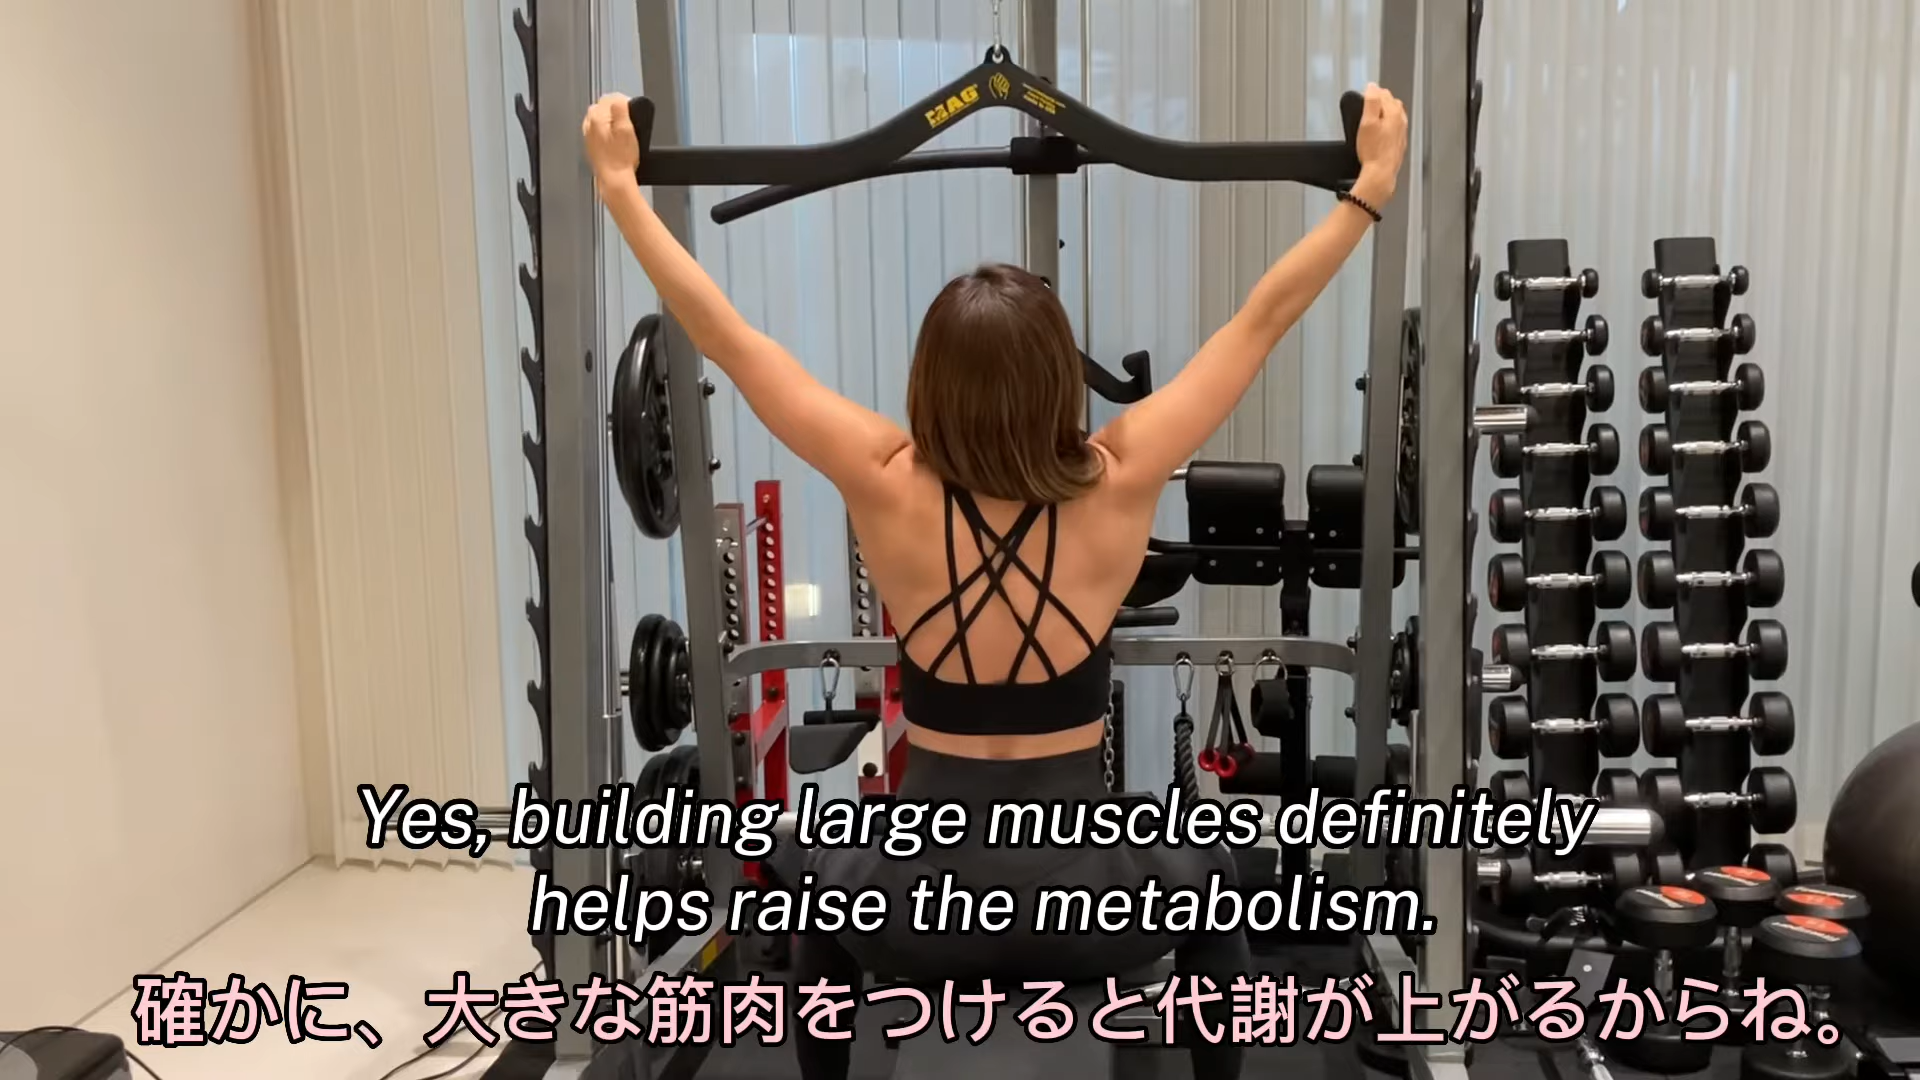 MAG
Yes, building large muscles definitely
helps raise the metabolism.
確かに、大きな筋肉をつけると代謝が上がるからね。